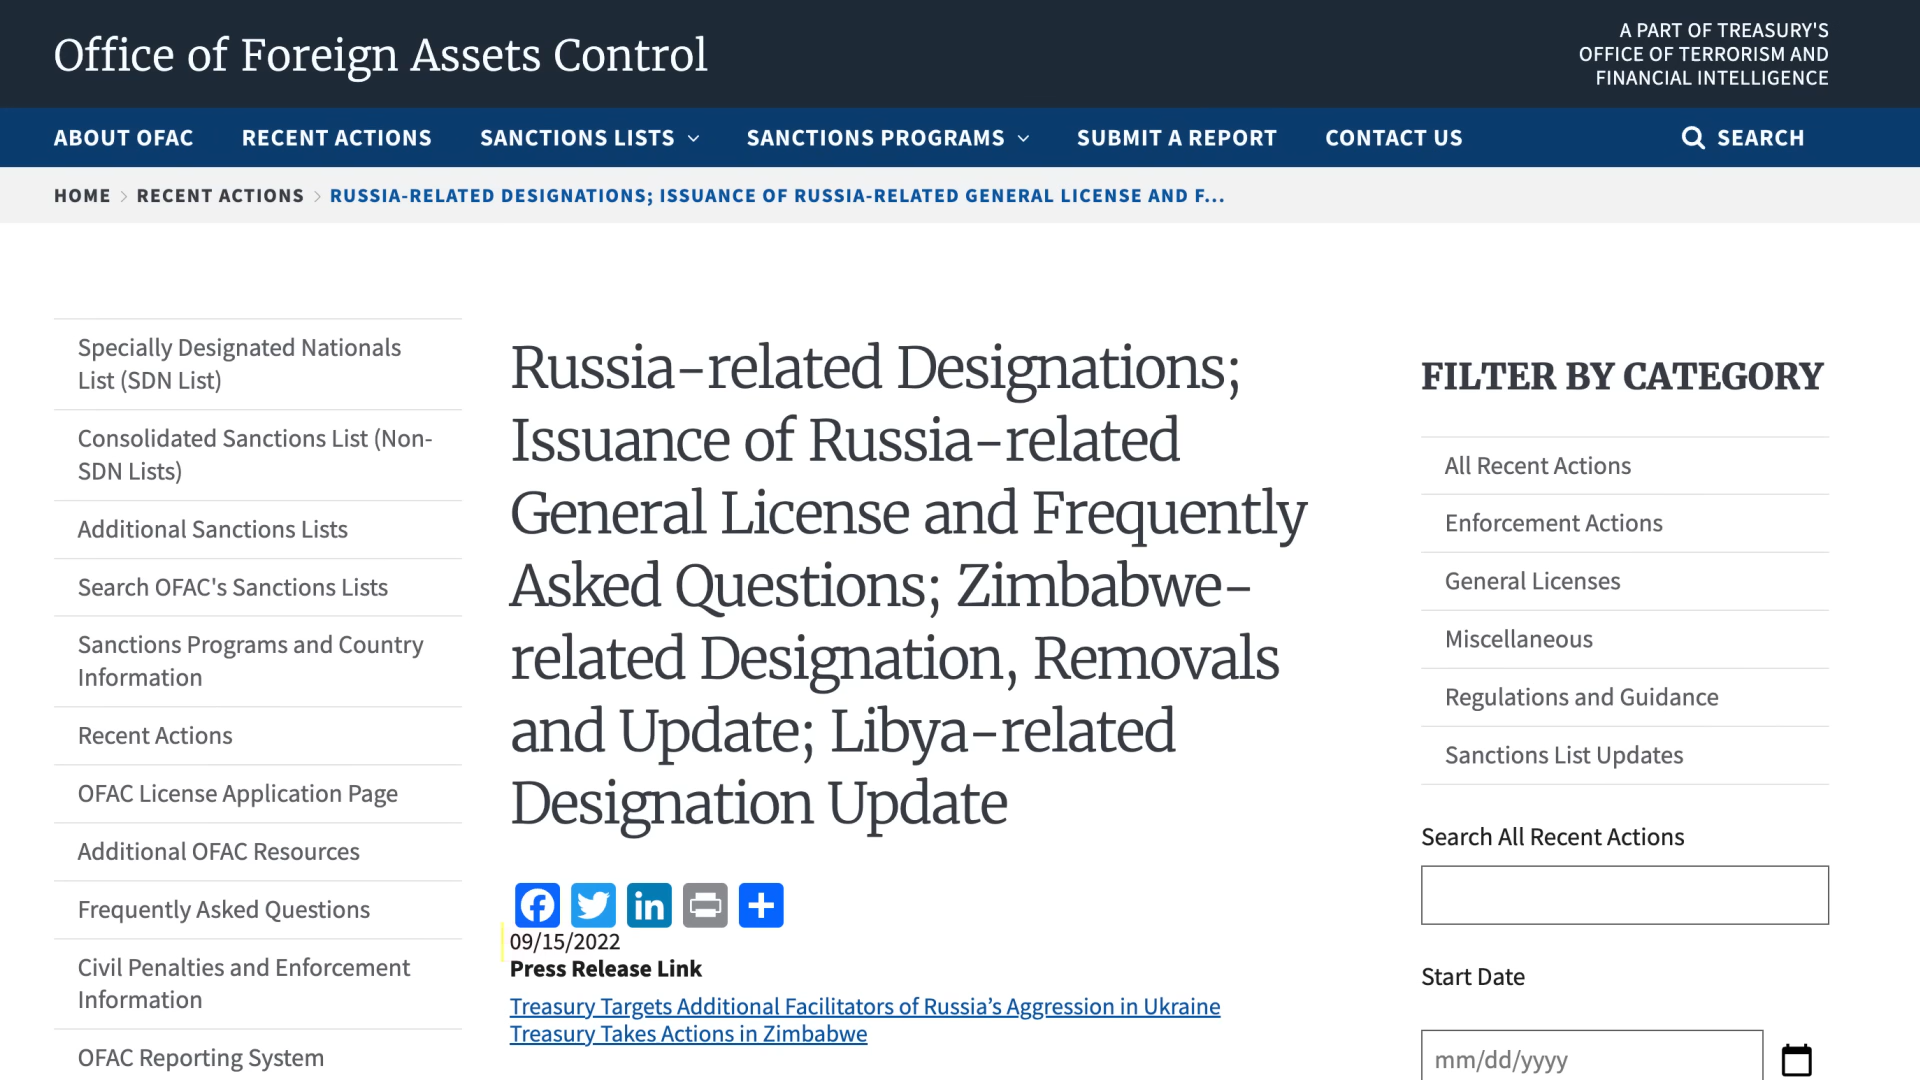 Office of Foreign Assets Control
A PART OF TREASURY'S
OFFICE OF TERRORISM AND
FINANCIAL INTELLIGENCE
ABOUT OFAC
RECENT ACTIONS
SANCTIONS LISTS
SANCTIONS PROGRAMS
SUBMIT A REPORT
CONTACT US
SEARCH
HOME > RECENT ACTIONS > RUSSIA-RELATED DESIGNATIONS; ISSUANCE OF RUSSIA-RELATED GENERAL LICENSE AND F...
Specially Designated Nationals
List (SDN List)
Consolidated Sanctions List (Non-
SDN Lists)
Additional Sanctions Lists
Search OFAC's Sanctions Lists
Sanctions Programs and Country
Information
Recent Actions
OFAC License Application Page
Additional OFAC Resources
Frequently Asked Questions
Civil Penalties and Enforcement
Information
OFAC Reporting System
Russia-related Designations;
Issuance of Russia-related
General License and Frequently
Asked Questions; Zimbabwe-
related Designation, Removals
and Update; Libya-related
Designation Update
09/15/2022
Press Release Link
Treasury Targets Additional Facilitators of Russia’s Aggression in Ukraine
Treasury Takes Actions in Zimbabwe
FILTER BY CATEGORY
All Recent Actions
Enforcement Actions
General Licenses
Miscellaneous
Regulations and Guidance
Sanctions List Updates
Search All Recent Actions
Start Date
mm/dd/yyyy